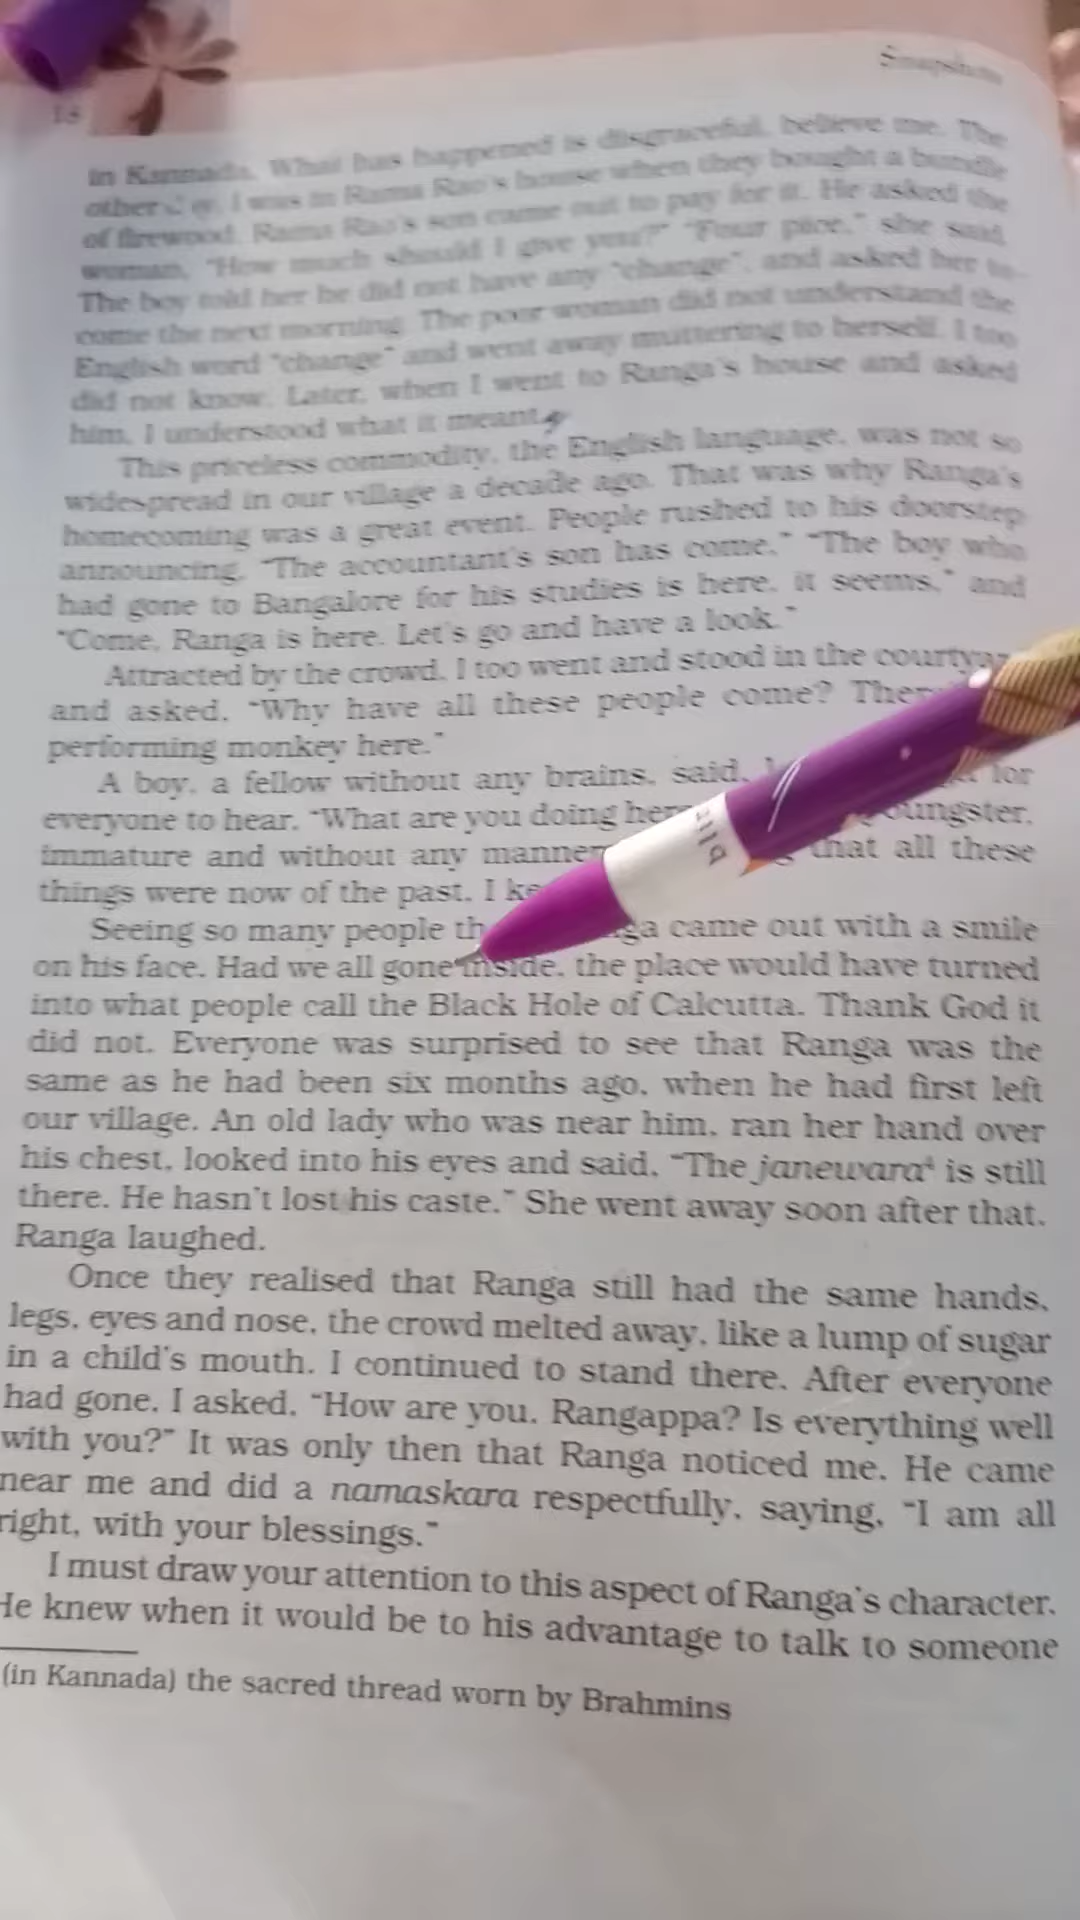 Snapshots
18
in Kannada. What has happened is disgraceful, believe me. The
other I was in Rama Rao's house when they bought a bundle
of firewood. Rama Rao's son came out to pay for it. He asked the
woman, "How much should I give you?" "Four pice," she said.
The boy told her he did not have any "change", and asked her to
come the next morning. The poor woman did not understand the
English word "change" and went away muttering to herself. I too
did not know. Later, when I went to Ranga's house and asked
him, I understood what it meant.
This priceless commodity, the English language, was not so
widespread in our village a decade ago. That was why Ranga's
homecoming was a great event. People rushed to his doorstep
announcing, "The accountant's son has come," "The boy who
had gone to Bangalore for his studies is here, it seems," and
"Come, Ranga is here. Let's go and have a look."
Attracted by the crowd, I too went and stood in the
and asked, "Why have all these people come?
performing monkey here."
A boy, a fellow without any brains, said, for
everyone to hear, "What are you doing youngster,
immature and without any that all these
things were now of the past, I
Seeing so many people came out with a smile
on his face. Had we all gone inside, the place would have turned
into what people call the Black Hole of Calcutta. Thank God it
did not. Everyone was surprised to see that Ranga was the
same as he had been six months ago, when he had first left
our village. An old lady who was near him, ran her hand over
his chest, looked into his eyes and said, "The janewara⁴ is still
there. He hasn't lost his caste." She went away soon after that.
Ranga laughed.
Once they realised that Ranga still had the same hands,
legs, eyes and nose, the crowd melted away, like a lump of sugar
in a child's mouth. I continued to stand there. After everyone
had gone, I asked, "How are you, Rangappa? Is everything well
with you?" It was only then that Ranga noticed me. He came
near me and did a namaskara respectfully, saying, "I am all
right, with your blessings."
I must draw your attention to this aspect of Ranga's character.
He knew when it would be to his advantage to talk to someone
(in Kannada) the sacred thread worn by Brahmins